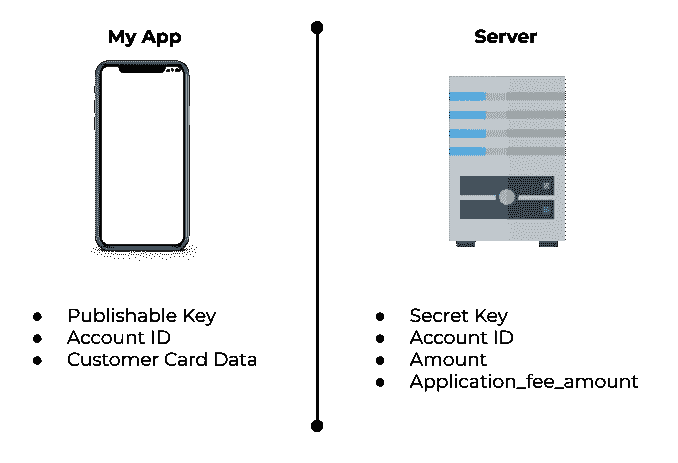 My App
Publishable Key
Account ID
Customer Card Data
Server
Secret Key
Account ID
Amount
Application_fee_amount